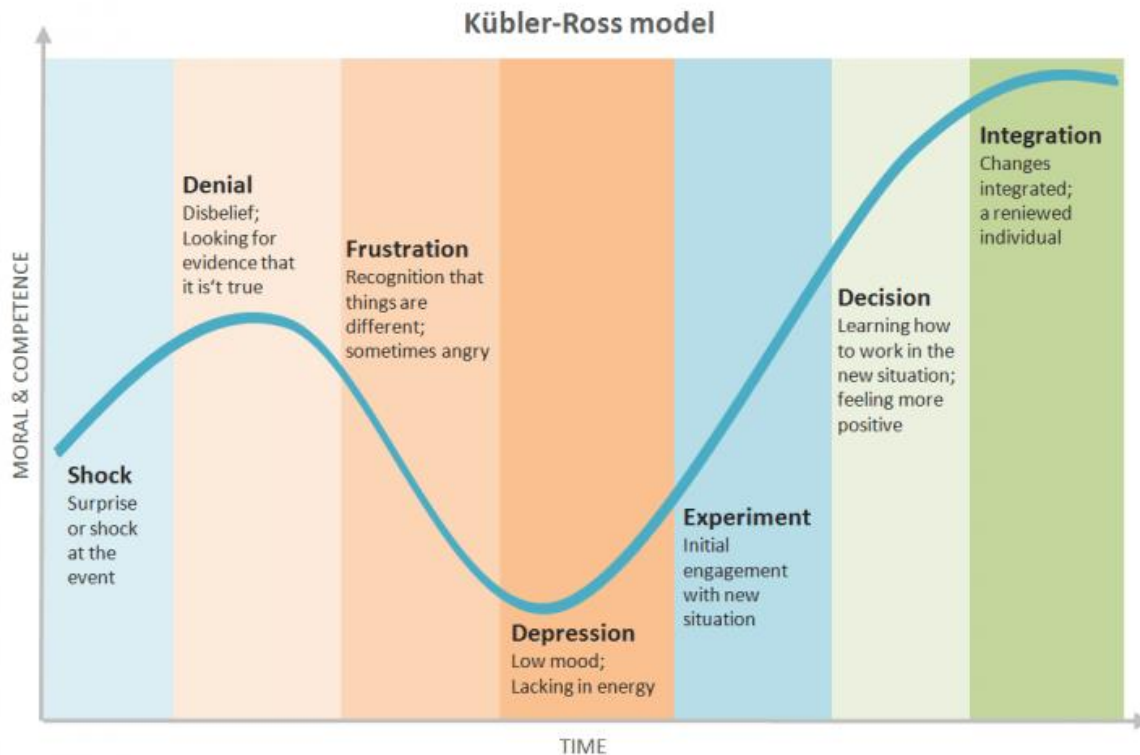 Kübler-Ross model
MORAL & COMPETENCE
Shock
Surprise
or shock
at the
event
Denial
Disbelief;
Looking for
evidence that
it is't true
Frustration
Recognition that
things are
different;
sometimes angry
Depression
Low mood;
Lacking in energy
Experiment
Initial
engagement
with new
situation
Decision
Learning how
to work in the
new situation;
feeling more
positive
Integration
Changes
integrated;
a reniewed
individual
TIME